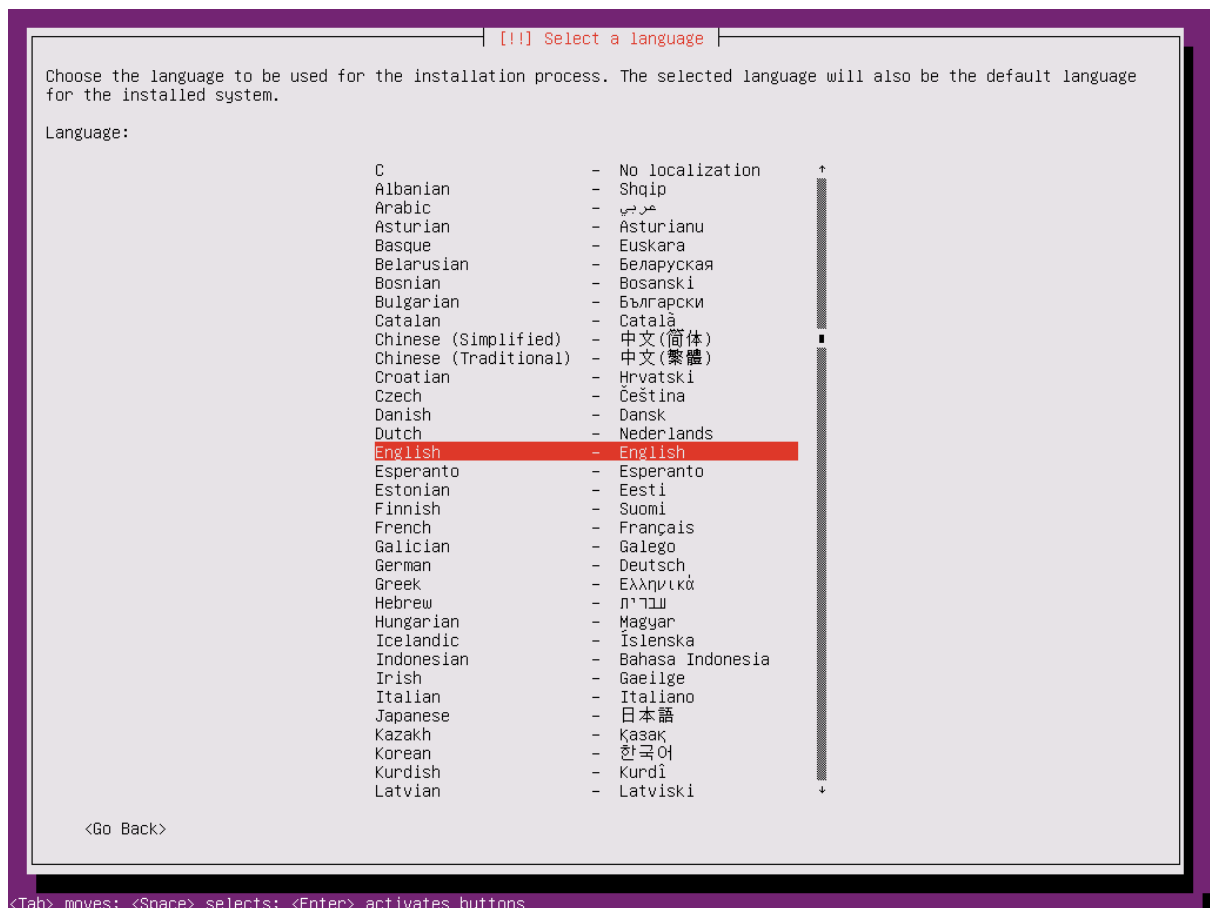 [!!] Select a language
Choose the language to be used for the installation process. The selected language will also be the default language
for the installed system.
Language:
C - No localization
Albanian - Shqip
Arabic - عربي
Asturian - Asturianu
Basque - Euskara
Belarusian - Беларуская
Bosnian - Bosanski
Bulgarian - Български
Catalan - Català
Chinese (Simplified) - 中文(简体)
Chinese (Traditional) - 中文(繁體)
Croatian - Hrvatski
Czech - Čeština
Danish - Dansk
Dutch - Nederlands
English - English
Esperanto - Esperanto
Estonian - Eesti
Finnish - Suomi
French - Français
Galician - Galego
German - Deutsch
Greek - Ελληνικά
Hebrew - עברית
Hungarian - Magyar
Icelandic - Íslenska
Indonesian - Bahasa Indonesia
Irish - Gaeilge
Italian - Italiano
Japanese - 日本語
Kazakh - Қазақ
Korean - 한국어
Kurdish - Kurdî
Latvian - Latviski
<Go Back>
<Tab> moves; <Space> selects; <Enter> activates buttons